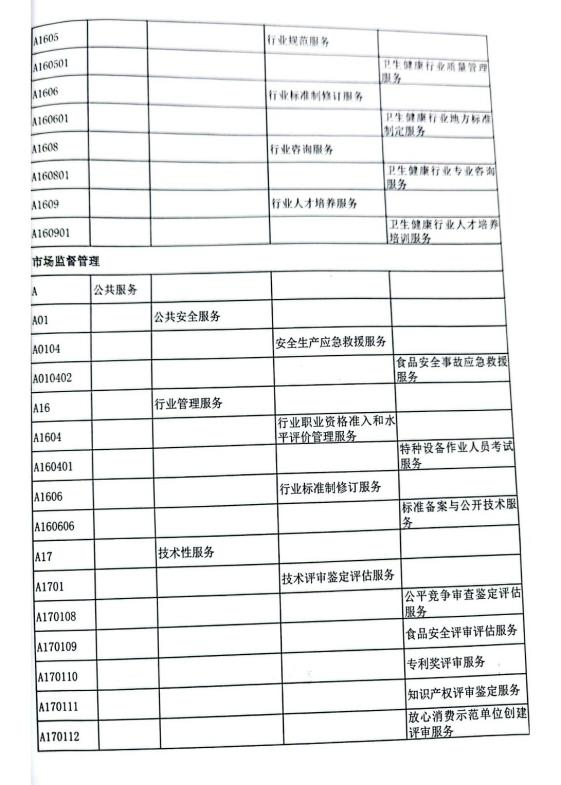 A1605 行业规范服务
A160501 卫生健康行业质量管理
服务
A1606 行业标准制修订服务
A160601 卫生健康行业地方标准
制定服务
A1608 行业咨询服务
A160801 卫生健康行业专业咨询
服务
A1609 行业人才培养服务
A160901 卫生健康行业人才培养
培训服务
市场监督管理
A 公共服务
A01 公共安全服务
A0104 安全生产应急救援服务
A010402 食品安全事故应急救援
服务
A16 行业管理服务
A1604 行业职业资格准入和水
平评价管理服务
A160401 特种设备作业人员考试
服务
A1606 行业标准制修订服务
A160606 标准备案与公开技术服
务
A17 技术性服务
A1701 技术评审鉴定评估服务
A170108 公平竞争审查鉴定评估
服务
A170109 食品安全评审评估服务
A170110 专利奖评审服务
A170111 知识产权评审鉴定服务
A170112 放心消费示范单位创建
评审服务